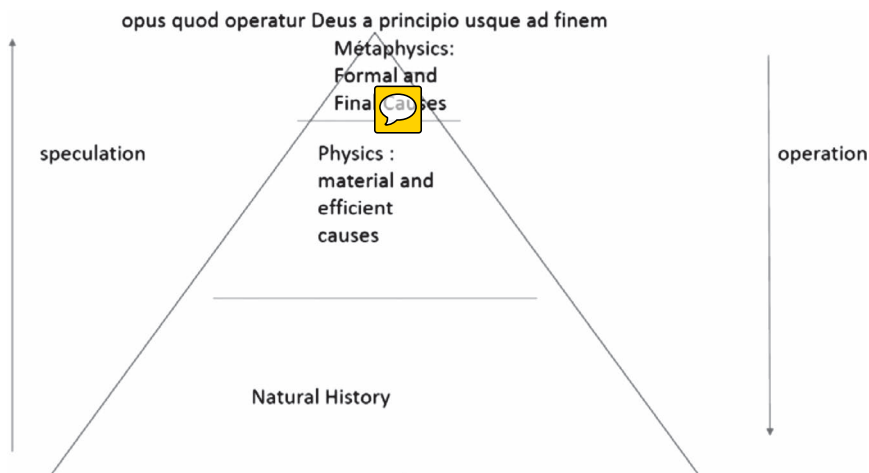 opus quod operatur Deus a principio usque ad finem
Métaphysics:
Formal and
Final Causes
speculation
Physics :
material and
efficient
causes
operation
Natural History